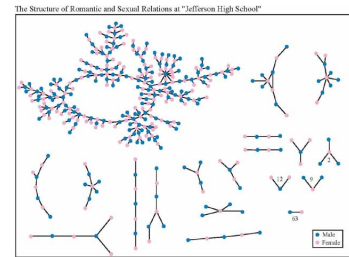 The Structure of Romantic and Sexual Relations at "Jefferson High School"
2
12
9
63
Male
Female